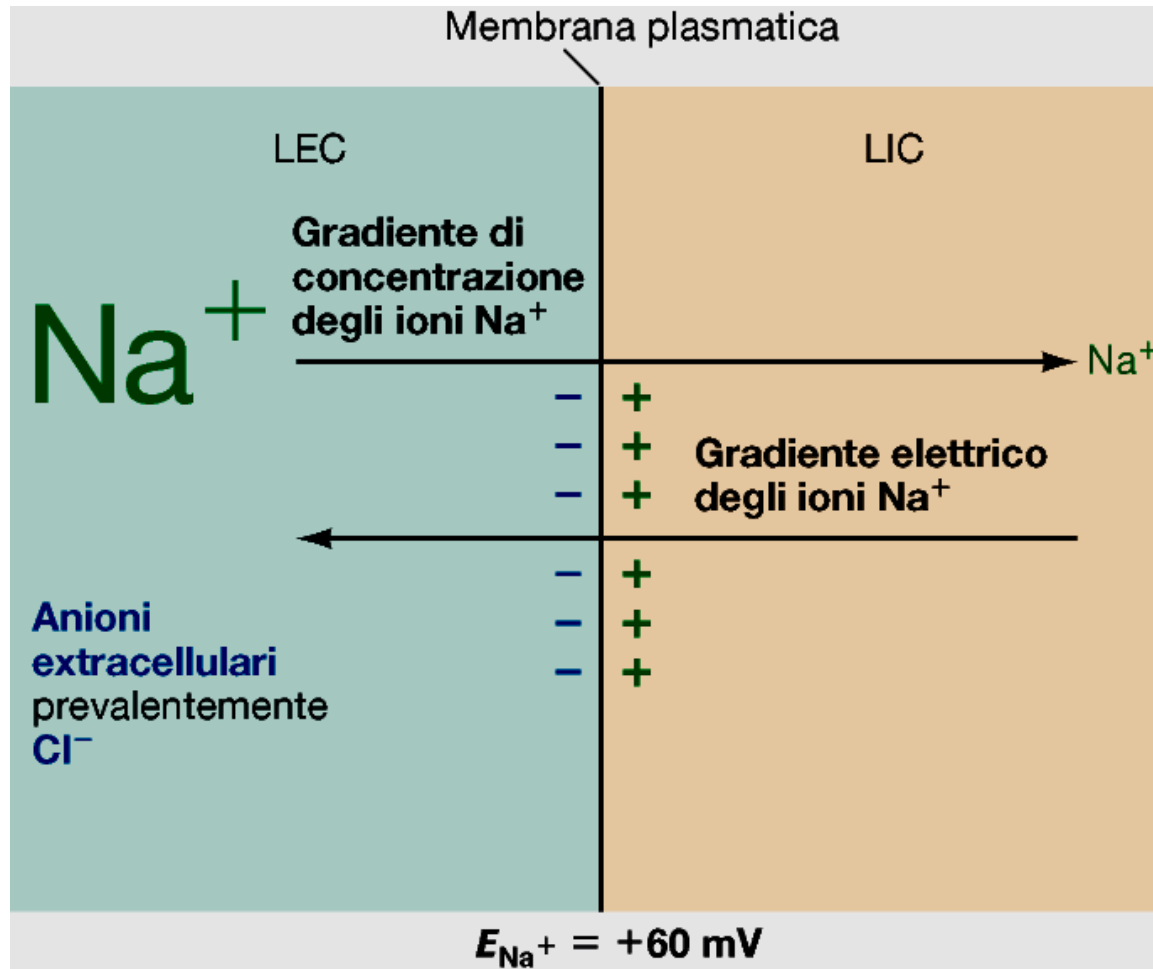 Membrana plasmatica
LEC
LIC
Gradiente di
concentrazione
degli ioni Na⁺
Na⁺
Na⁺
− +
− +
− +
Gradiente elettrico
degli ioni Na⁺
− +
− +
− +
Anioni
extracellulari
prevalentemente
Cl⁻
E_Na⁺ = +60 mV